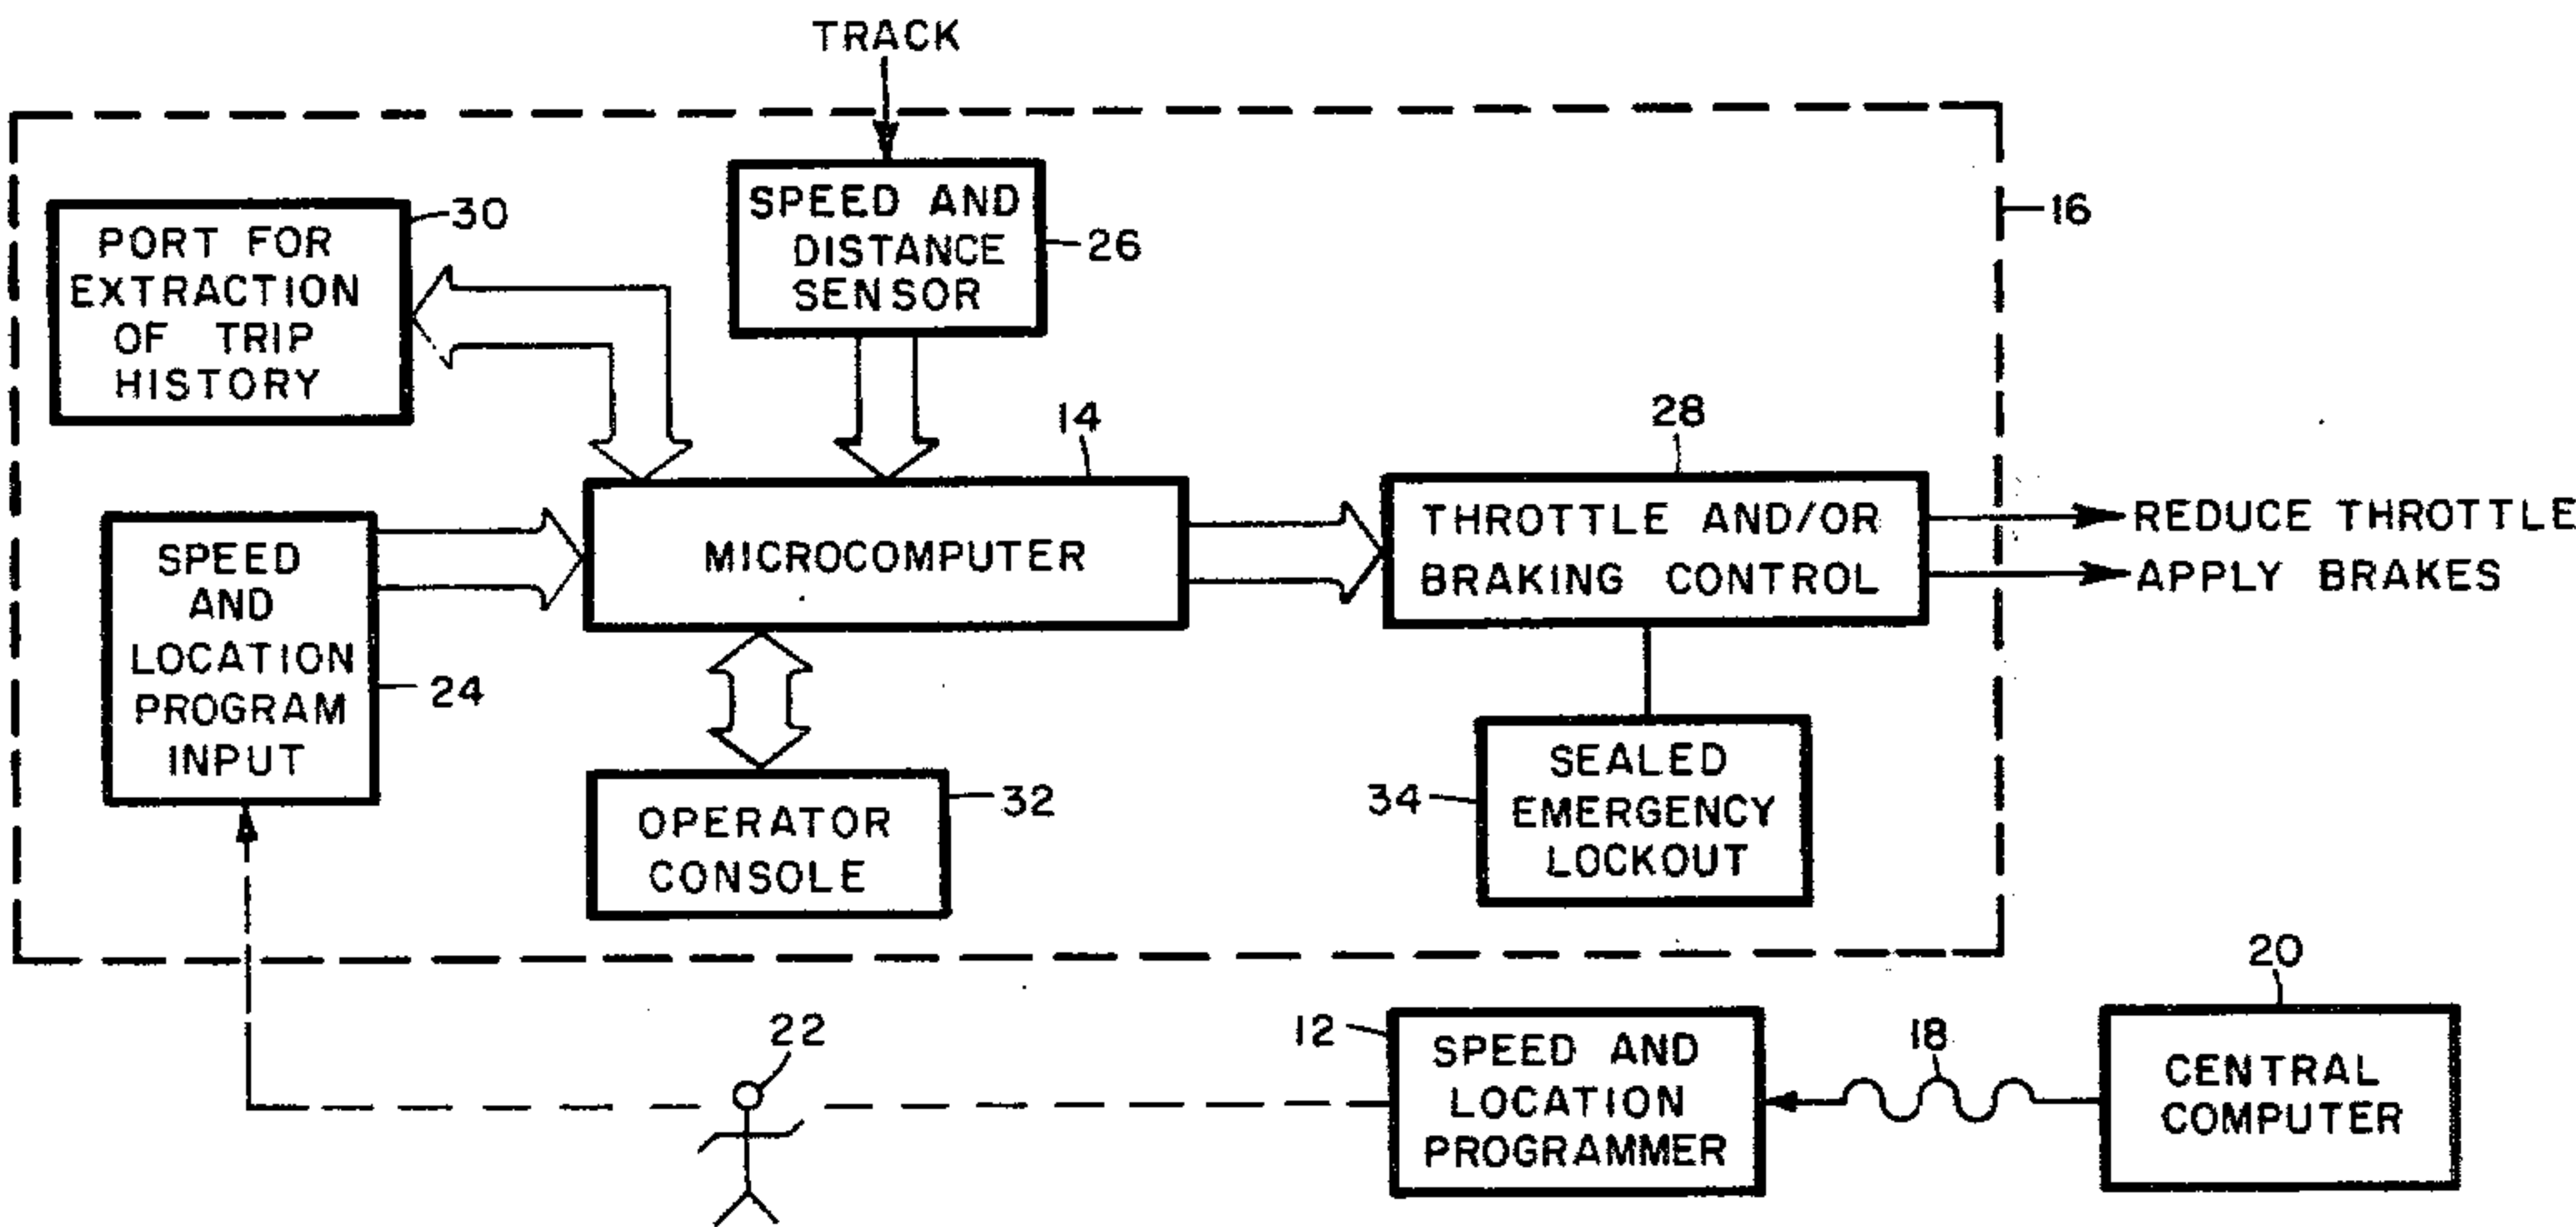 TRACK
30
PORT FOR
EXTRACTION
OF TRIP
HISTORY
SPEED AND
DISTANCE
SENSOR
26
16
14
28
SPEED
AND
LOCATION
PROGRAM
INPUT
24
MICROCOMPUTER
THROTTLE AND/OR
BRAKING CONTROL
REDUCE THROTTLE
APPLY BRAKES
OPERATOR
CONSOLE
32
34
SEALED
EMERGENCY
LOCKOUT
22
12
SPEED AND
LOCATION
PROGRAMMER
18
20
CENTRAL
COMPUTER